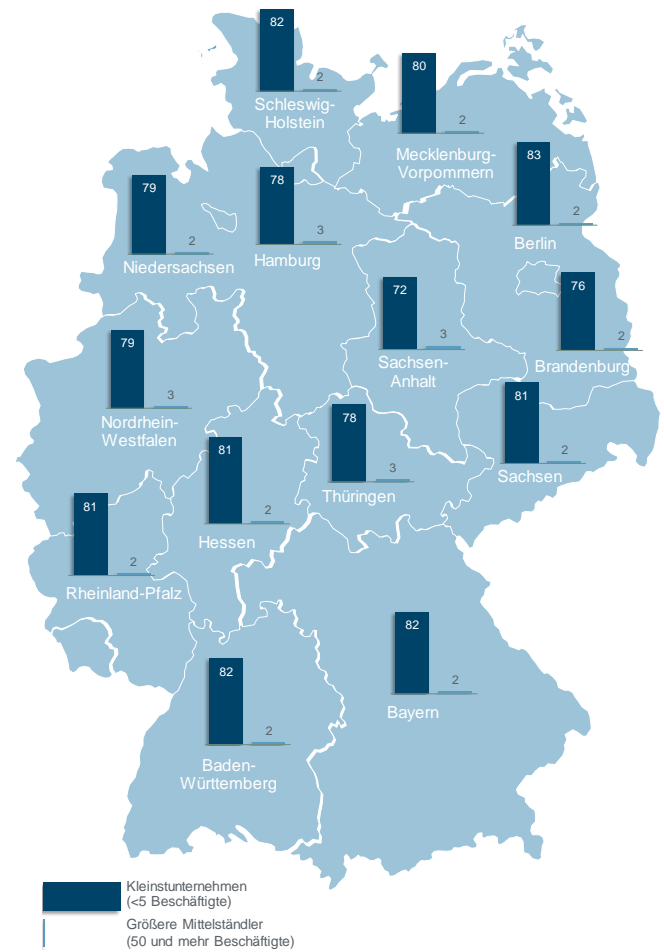 82
2
Schleswig-
Holstein
80
2
Mecklenburg-
Vorpommern
83
2
Berlin
79
2
Niedersachsen
78
3
Hamburg
72
3
Sachsen-
Anhalt
76
2
Brandenburg
79
3
Nordrhein-
Westfalen
81
2
Hessen
78
3
Thüringen
81
2
Sachsen
81
2
Rheinland-Pfalz
82
2
Baden-
Württemberg
82
2
Bayern
Kleinstunternehmen
(<5 Beschäftigte)
Größere Mittelständler
(50 und mehr Beschäftigte)